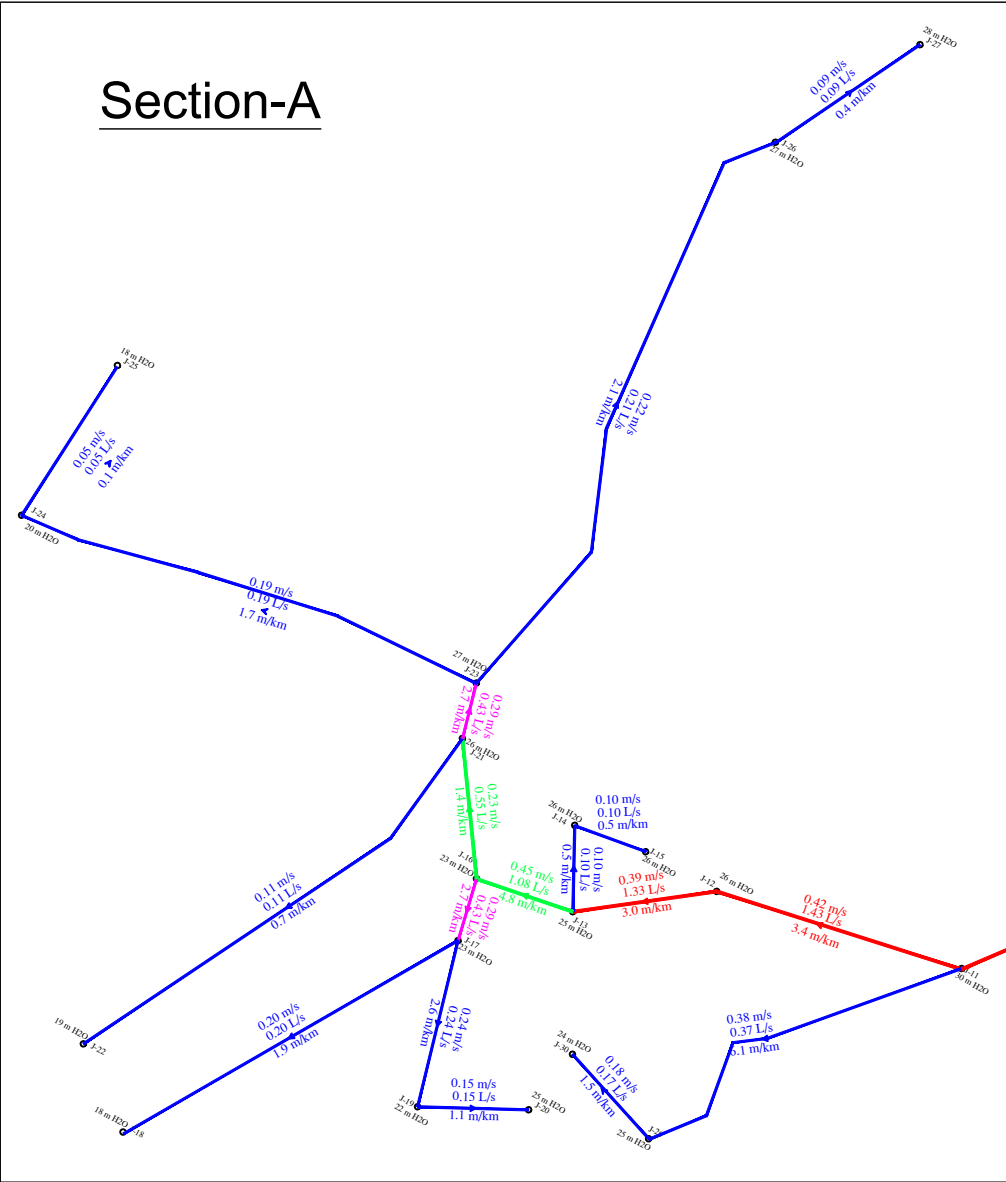 Section-A
28 m H2O
J-27
0.09 m/s
0.09 L/s
0.4 m/km
J-26
27 m H2O
0.22 m/s
0.21 L/s
2.1 m/km
18 m H2O
J-25
0.05 m/s
0.05 L/s
0.1 m/km
J-24
20 m H2O
0.19 m/s
0.19 L/s
1.7 m/km
27 m H2O
J-23
0.29 m/s
0.43 L/s
2.7 m/km
26 m H2O
J-21
0.23 m/s
0.55 L/s
1.4 m/km
26 m H2O
J-14
0.10 m/s
0.10 L/s
0.5 m/km
J-15
26 m H2O
0.10 m/s
0.10 L/s
0.5 m/km
J-16
23 m H2O
0.45 m/s
1.08 L/s
4.8 m/km
J-13
25 m H2O
0.39 m/s
1.33 L/s
3.0 m/km
J-12
26 m H2O
0.42 m/s
1.43 L/s
3.4 m/km
J-11
30 m H2O
0.29 m/s
0.43 L/s
2.7 m/km
J-17
23 m H2O
0.11 m/s
0.11 L/s
0.7 m/km
19 m H2O
J-22
0.20 m/s
0.20 L/s
1.9 m/km
18 m H2O
-18
0.24 m/s
0.24 L/s
2.6 m/km
J-19
22 m H2O
0.15 m/s
0.15 L/s
1.1 m/km
25 m H2O
J-20
0.38 m/s
0.37 L/s
6.1 m/km
24 m H2O
J-30
0.18 m/s
0.17 L/s
1.5 m/km
25 m H2O